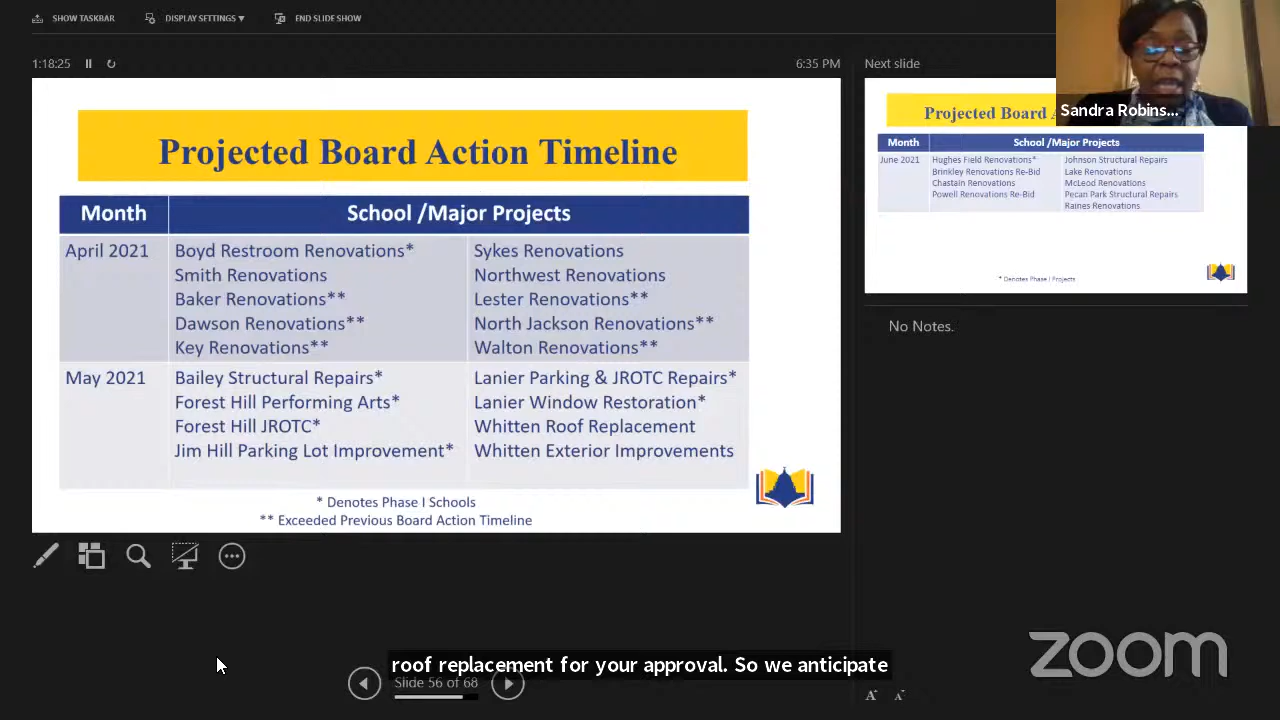 SHOW TASKBAR
DISPLAY SETTINGS ▼
END SLIDE SHOW
1:18:25
6:35 PM
Next slide
Sandra Robins...
Projected Board Action Timeline
Month School /Major Projects
April 2021
Boyd Restroom Renovations*
Smith Renovations
Baker Renovations**
Dawson Renovations**
Key Renovations**
Sykes Renovations
Northwest Renovations
Lester Renovations**
North Jackson Renovations**
Walton Renovations**
May 2021
Bailey Structural Repairs*
Forest Hill Performing Arts*
Forest Hill JROTC*
Jim Hill Parking Lot Improvement*
Lanier Parking & JROTC Repairs*
Lanier Window Restoration*
Whitten Roof Replacement
Whitten Exterior Improvements
* Denotes Phase I Schools
** Exceeded Previous Board Action Timeline
Projected Board
Month School /Major Projects
June 2021
Hughes Field Renovations*
Brinkley Renovations Re-Bid
Chastain Renovations
Powell Renovations Re-Bid
Johnson Structural Repairs
Lake Renovations
McLeod Renovations
Pecan Park Structural Repairs
Raines Renovations
* Denotes Phase I Projects
No Notes.
roof replacement for your approval. So we anticipate
Slide 56 of 68
A A
zoom